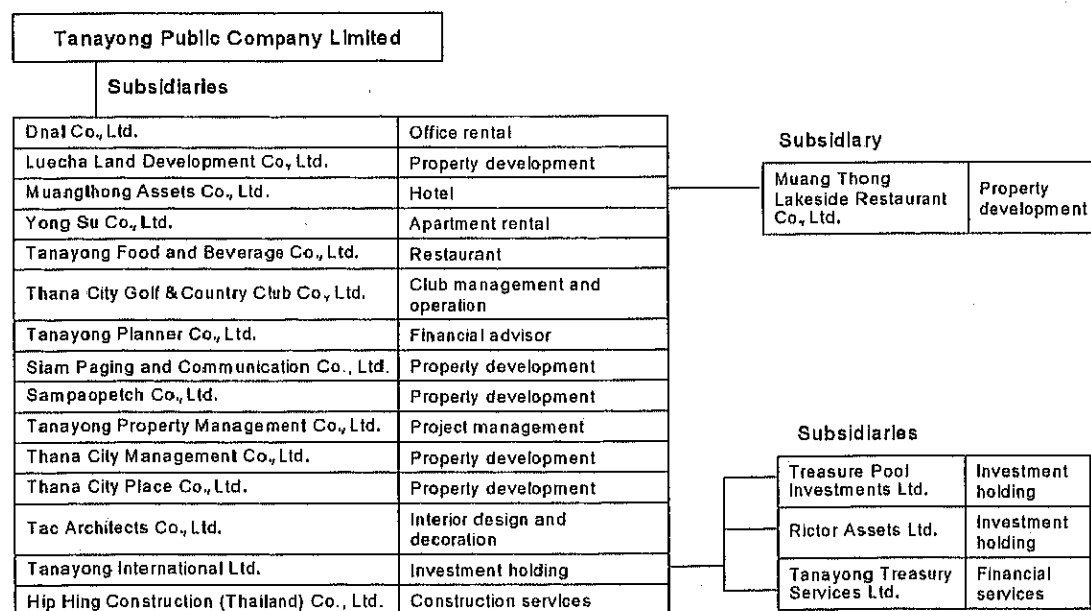 Tanayong Public Company Limited
Subsidiaries
Dnal Co., Ltd. Office rental
Luecha Land Development Co., Ltd. Property development
Muangthong Assets Co., Ltd. Hotel
Yong Su Co., Ltd. Apartment rental
Tanayong Food and Beverage Co., Ltd. Restaurant
Thana City Golf & Country Club Co., Ltd. Club management and
operation
Tanayong Planner Co., Ltd. Financial advisor
Siam Paging and Communication Co., Ltd. Property development
Sampaopetch Co., Ltd. Property development
Tanayong Property Management Co., Ltd. Project management
Thana City Management Co., Ltd. Property development
Thana City Place Co., Ltd. Property development
Tac Architects Co., Ltd. Interior design and
decoration
Tanayong International Ltd. Investment holding
Hip Hing Construction (Thailand) Co., Ltd. Construction services
Subsidiary
Muang Thong
Lakeside Restaurant
Co., Ltd.
Property
development
Subsidiaries
Treasure Pool
Investments Ltd.
Investment
holding
Rictor Assets Ltd.
Investment
holding
Tanayong Treasury
Services Ltd.
Financial
services